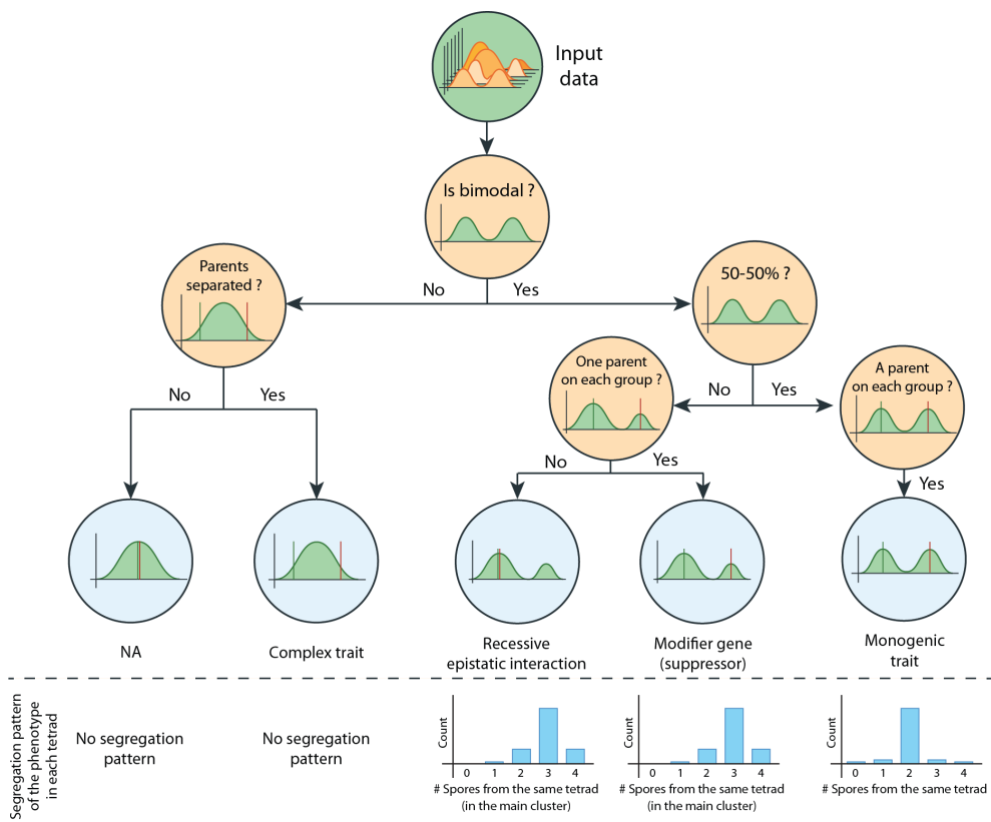 Input
data
Is bimodal ?
No
Yes
Parents
separated ?
50-50% ?
No
Yes
One parent
on each group ?
No
Yes
A parent
on each group ?
No
Yes
Yes
NA
Complex trait
Recessive
epistatic interaction
Modifier gene
(suppressor)
Monogenic
trait
Segregation pattern
of the phenotype
in each tetrad
No segregation
pattern
No segregation
pattern
Count
0 1 2 3 4
# Spores from the same tetrad
(in the main cluster)
Count
0 1 2 3 4
# Spores from the same tetrad
(in the main cluster)
Count
0 1 2 3 4
# Spores from the same tetrad